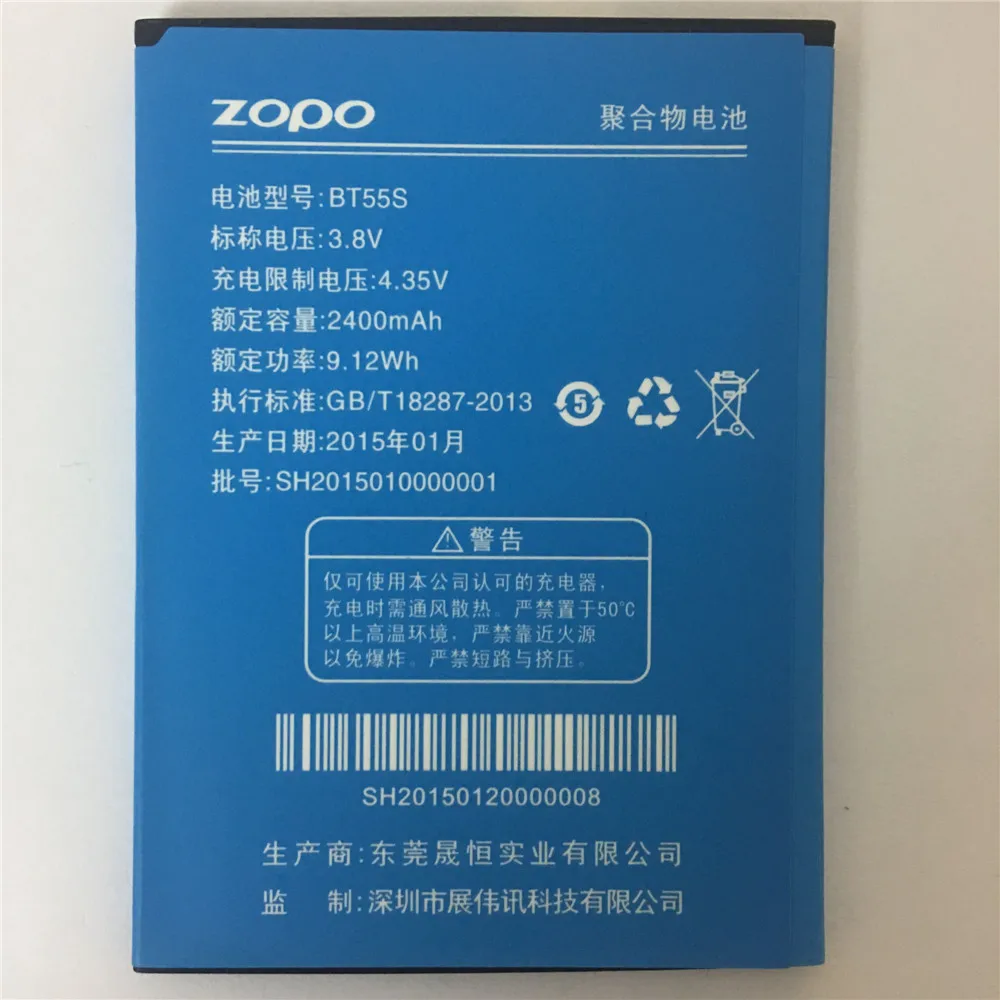 ZOPO 聚合物电池
电池型号:BT55S
标称电压:3.8V
充电限制电压:4.35V
额定容量:2400mAh
额定功率:9.12Wh
执行标准:GB/T18287-2013
5
生产日期:2015年01月
批号:SH2015010000001
警告
仅可使用本公司认可的充电器,
充电时需通风散热。严禁置于50℃
以上高温环境,严禁靠近火源
以免爆炸。严禁短路与挤压。
SH20150120000008
生产商:东莞晟恒实业有限公司
监 制:深圳市展伟讯科技有限公司